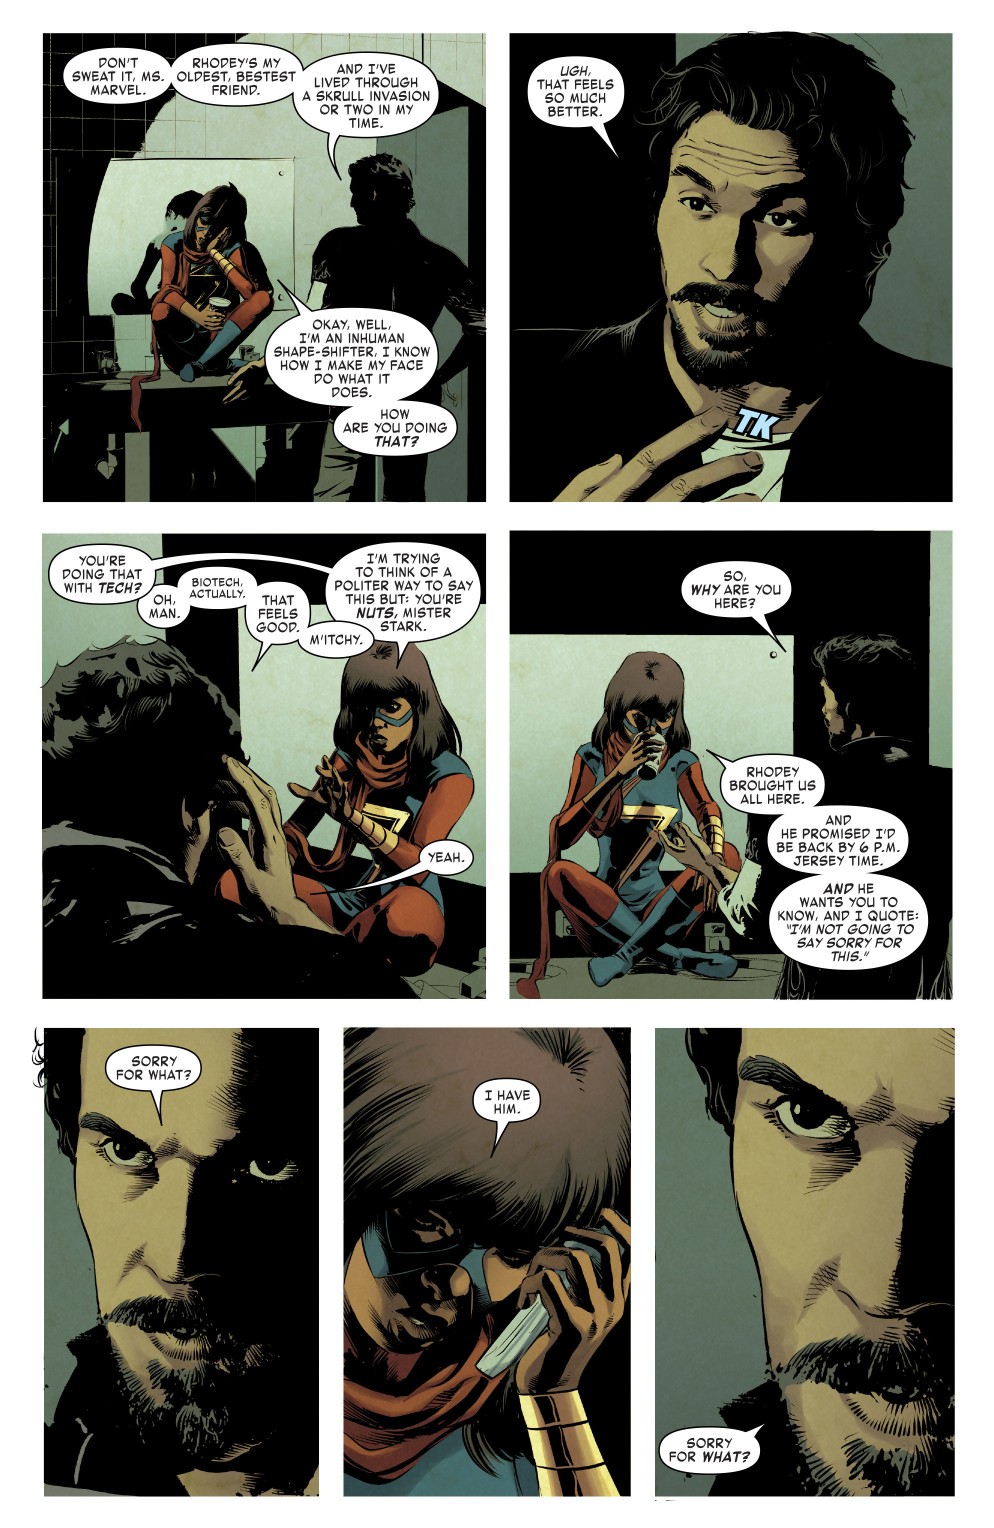 DON'T
SWEAT IT, MS.
MARVEL.
RHODEY'S MY
OLDEST, BESTEST
FRIEND.
AND I'VE
LIVED THROUGH
A SKRULL INVASION
OR TWO IN MY
TIME.
OKAY, WELL,
I'M AN INHUMAN
SHAPE-SHIFTER, I KNOW
HOW I MAKE MY FACE
DO WHAT IT
DOES.
HOW
ARE YOU DOING
THAT?
UGH,
THAT FEELS
SO MUCH
BETTER.
TK
YOU'RE
DOING THAT
WITH TECH?
OH,
MAN.
BIOTECH,
ACTUALLY.
THAT
FEELS
GOOD.
I'M TRYING
TO THINK OF A
POLITER WAY TO SAY
THIS BUT: YOU'RE
NUTS, MISTER
STARK.
M'ITCHY.
YEAH.
SO,
WHY ARE YOU
HERE?
RHODEY
BROUGHT US
ALL HERE.
AND
HE PROMISED I'D
BE BACK BY 6 P.M.
JERSEY TIME.
AND HE
WANTS YOU TO
KNOW, AND I QUOTE:
"I'M NOT GOING TO
SAY SORRY FOR
THIS."
SORRY
FOR WHAT?
I HAVE
HIM.
SORRY
FOR WHAT?